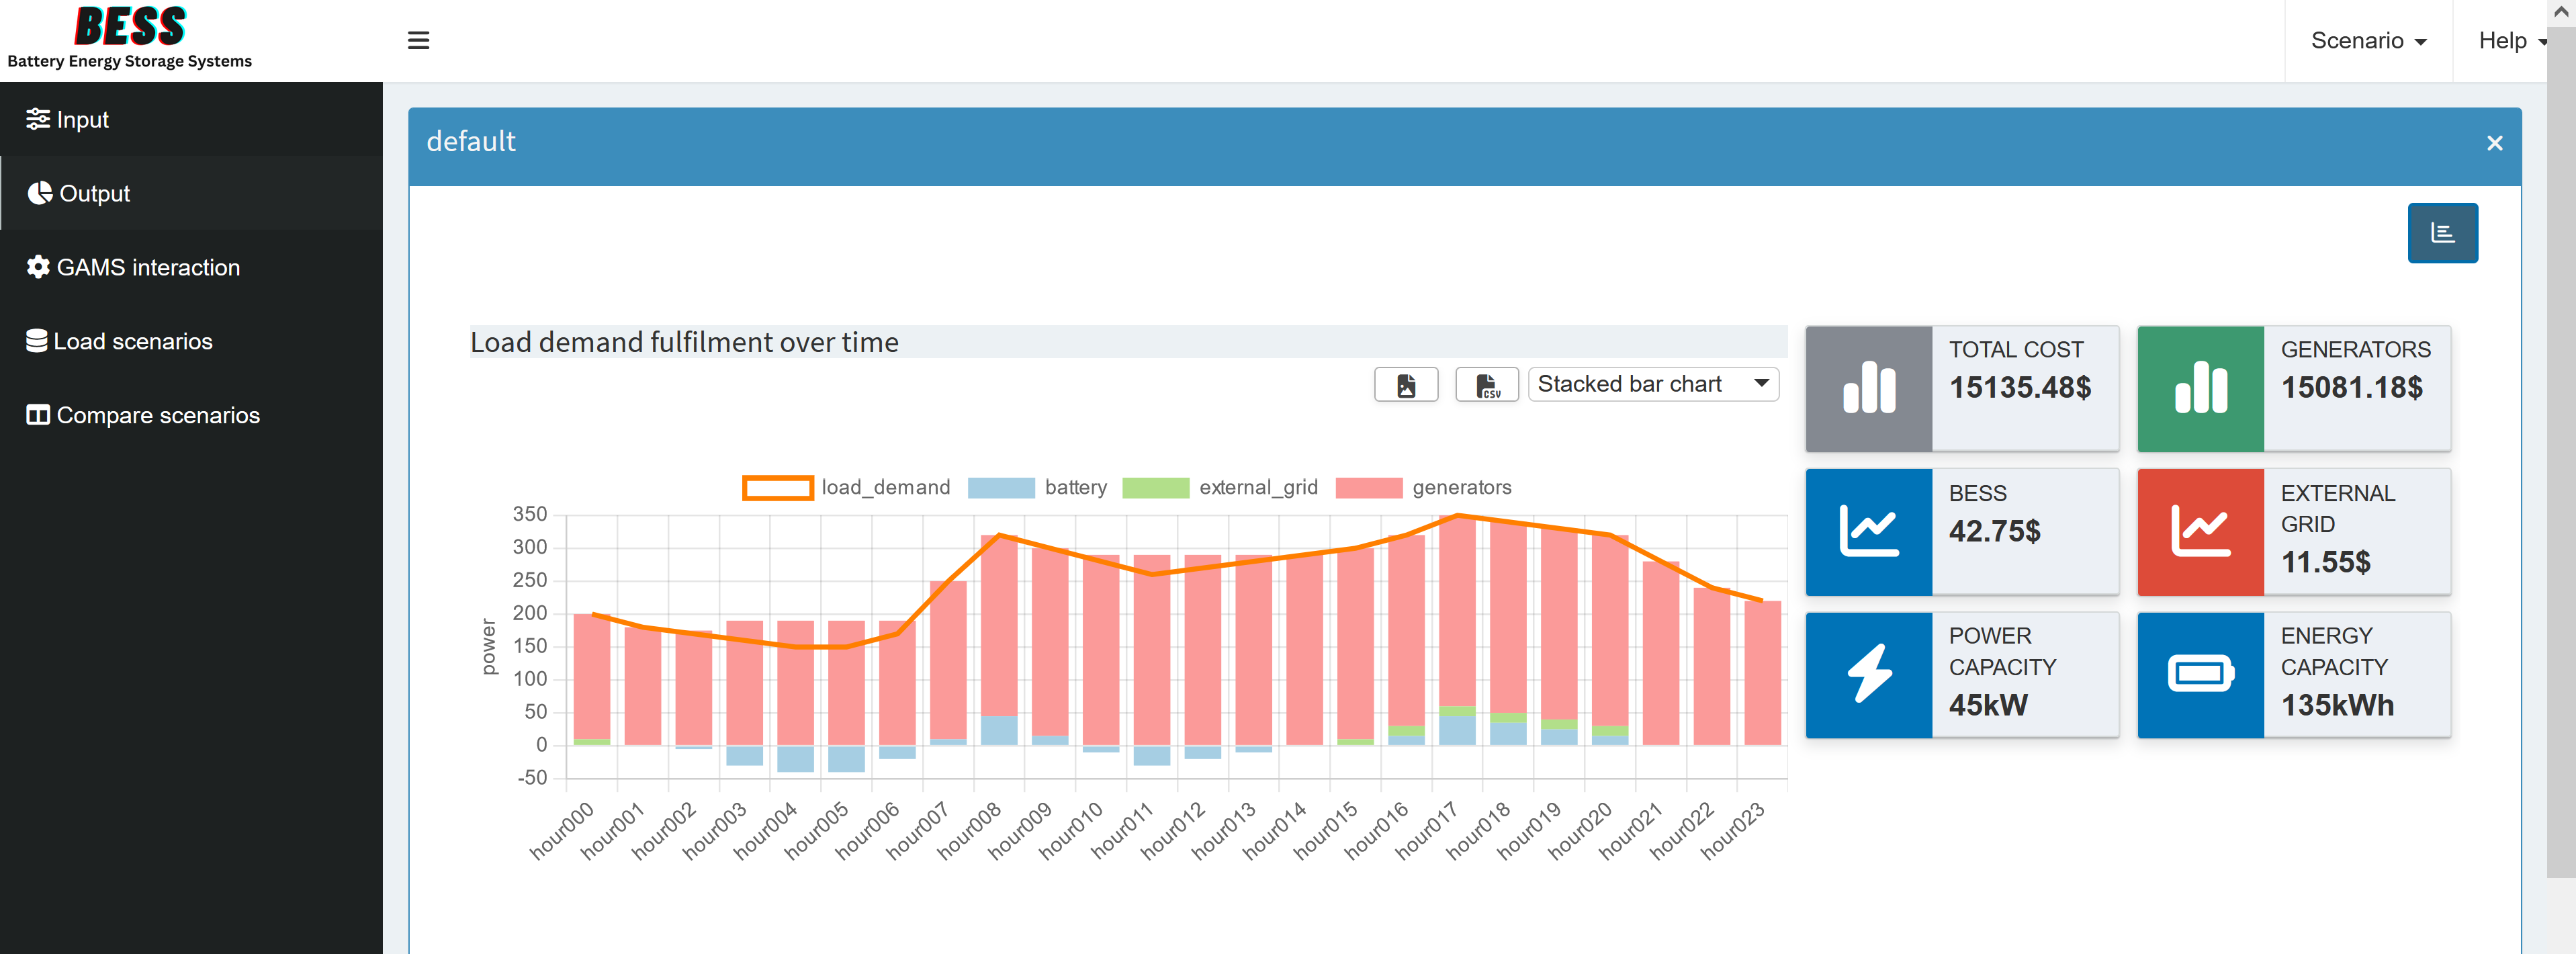 BESS
Battery Energy Storage Systems
Scenario
Help
Input
Output
GAMS interaction
Load scenarios
Compare scenarios
default
Load demand fulfilment over time
CSV
Stacked bar chart
load_demand battery external_grid generators
350
300
250
200
150
100
50
0
-50
power
hour000 hour001 hour002 hour003 hour004 hour005 hour006 hour007 hour008 hour009 hour010 hour011 hour012 hour013 hour014 hour015 hour016 hour017 hour018 hour019 hour020 hour021 hour022 hour023
TOTAL COST
15135.48$
GENERATORS
15081.18$
BESS
42.75$
EXTERNAL
GRID
11.55$
POWER
CAPACITY
45kW
ENERGY
CAPACITY
135kWh